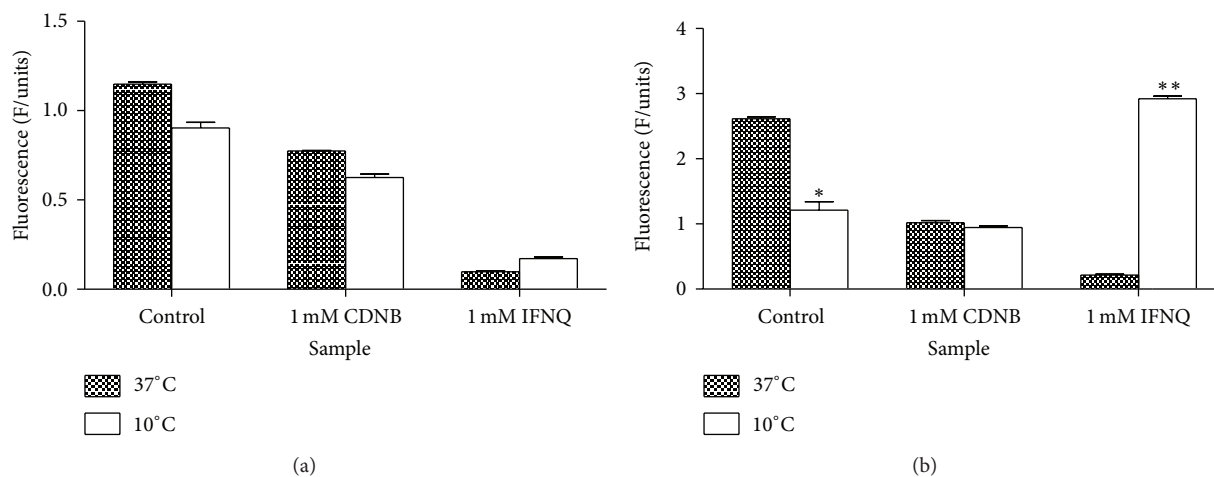 1.5
1.0
0.5
0.0
Fluorescence (F/units)
Control
1 mM CDNB
1 mM IFNQ
Sample
37°C
10°C
(a)
4
3
2
1
0
Fluorescence (F/units)
*
**
Control
1 mM CDNB
1 mM IFNQ
Sample
37°C
10°C
(b)